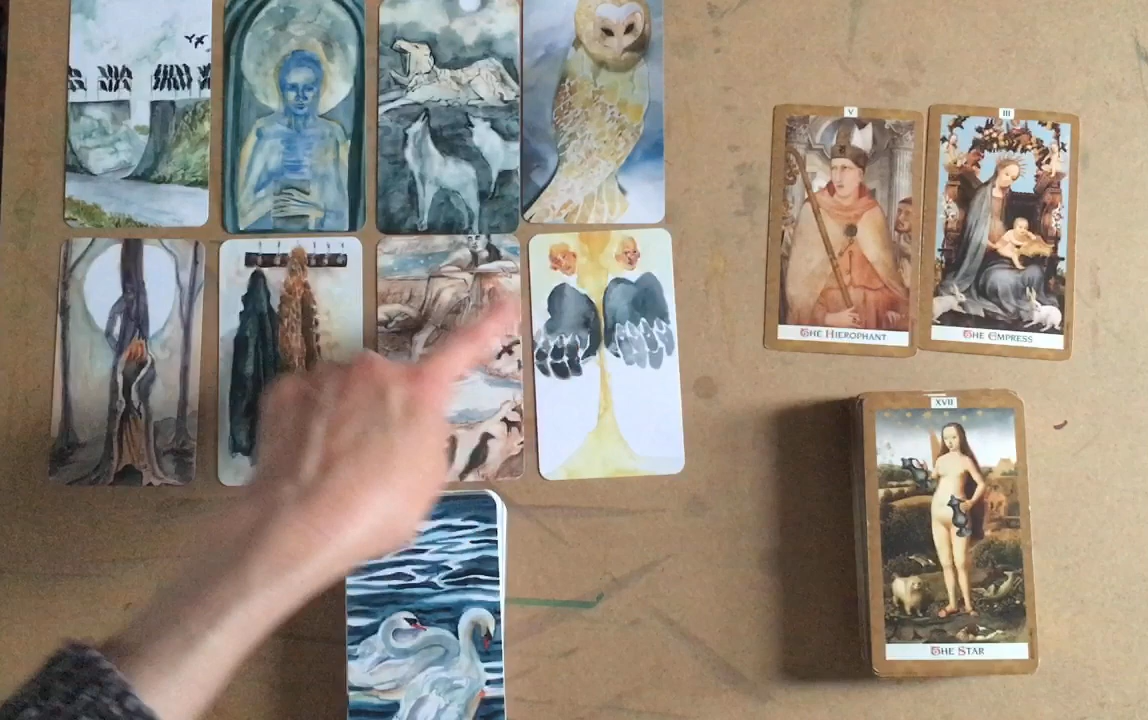 V
THE HIEROPHANT
III
THE EMPRESS
XVII
THE STAR